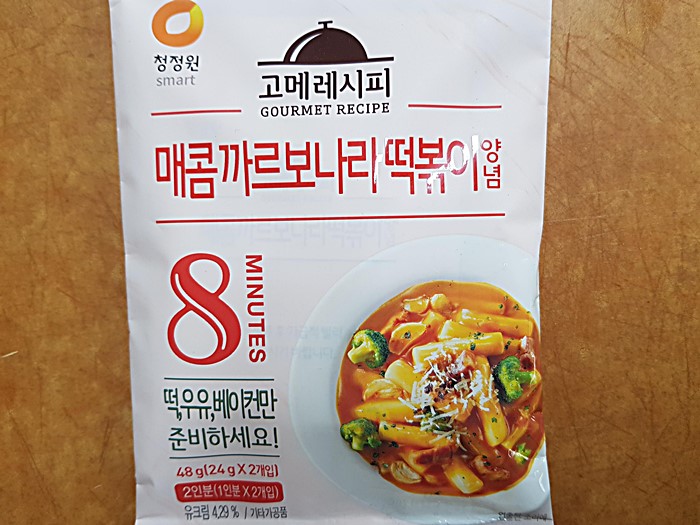 청정원
smart
고메레시피
GOURMET RECIPE
매콤까르보나라떡볶이양념
8
MINUTES
떡,우유,베이컨만
준비하세요!
48 g(24 g X 2개입)
2인분(1인분 X 2개입)
유크림 4.29 % / 기타가공품